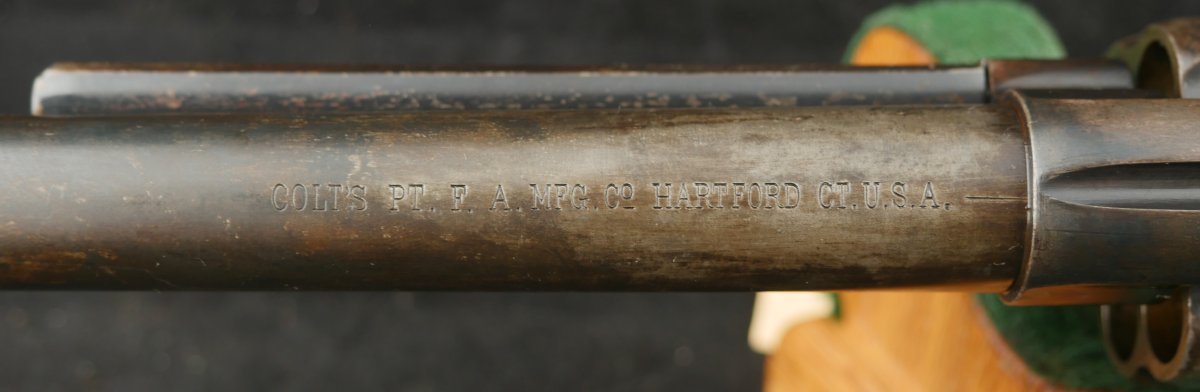 COLT'S PT. F. A. MFG. Cº HARTFORD CT. U.S.A.